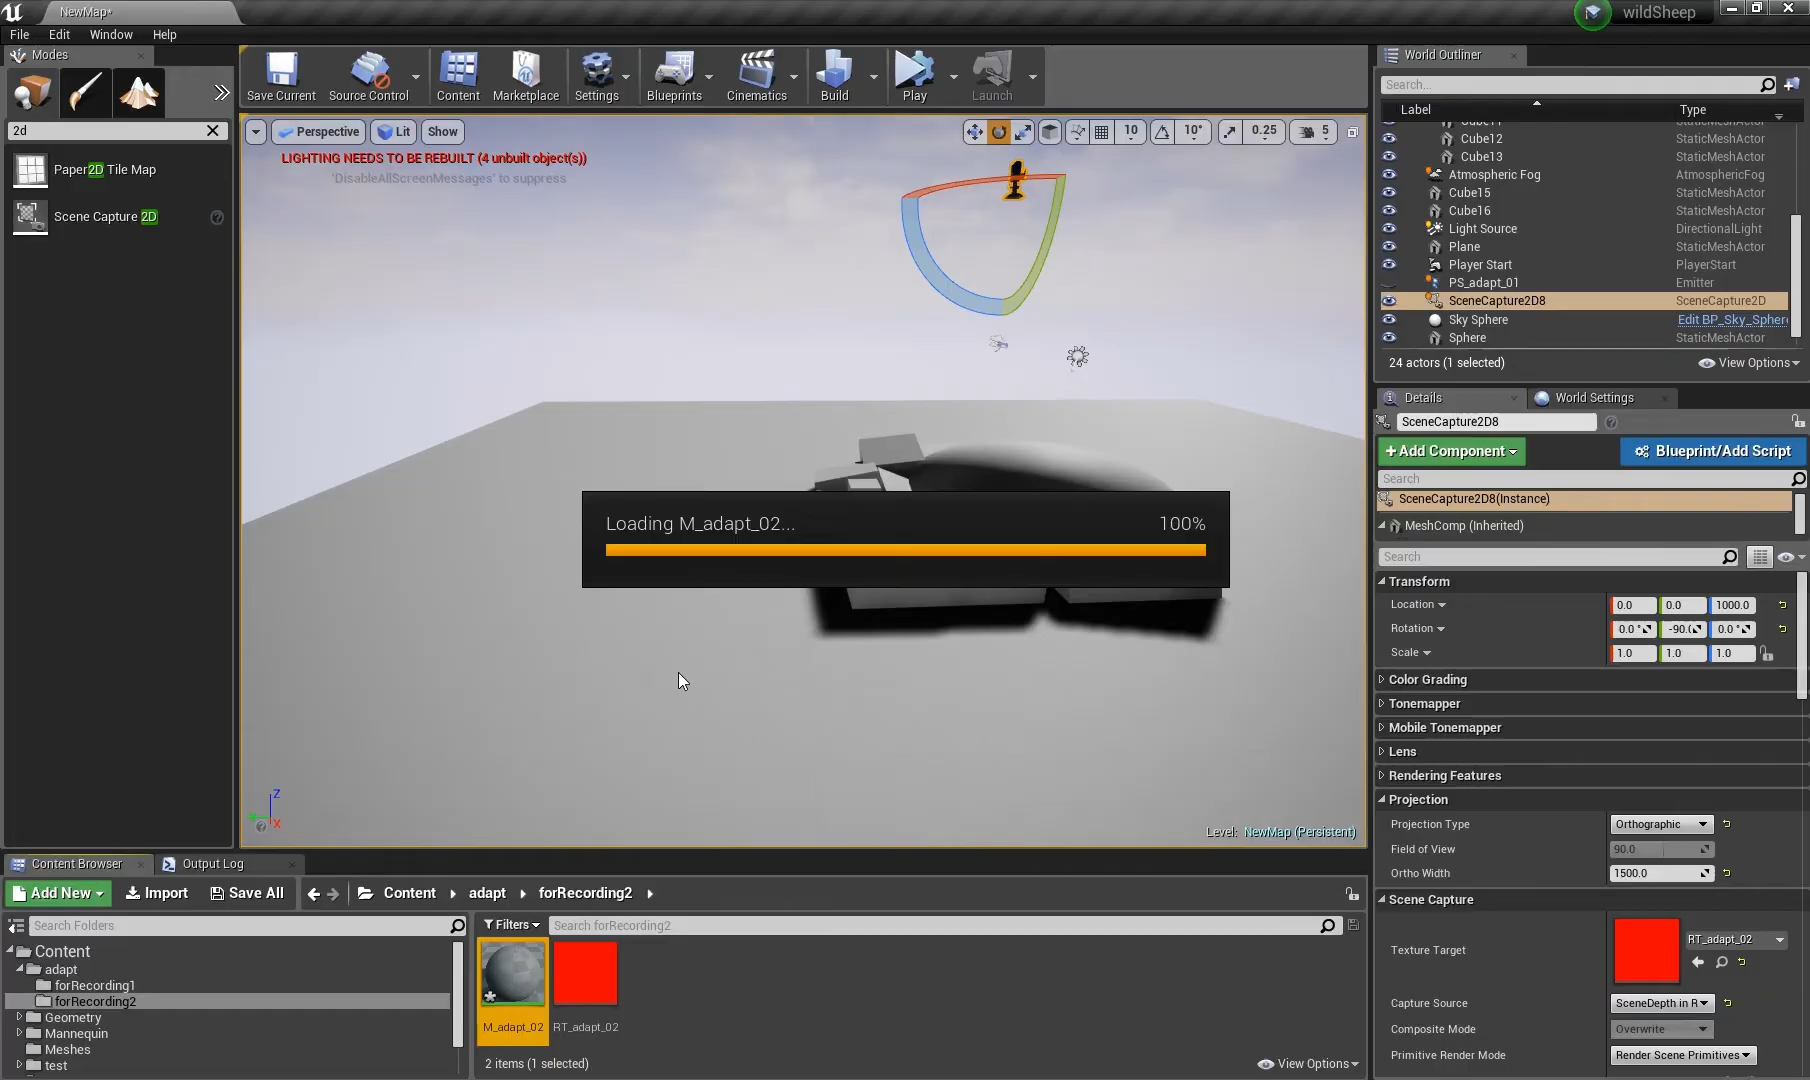 NewMap*
wildSheep
File Edit Window Help
Modes
2d
Paper2D Tile Map
Scene Capture 2D
Save Current
Source Control
Content
Marketplace
Settings
Blueprints
Cinematics
Build
Play
Launch
Perspective
Lit
Show
10
10°
0.25
5
LIGHTING NEEDS TO BE REBUILT (4 unbuilt object(s))
'DisableAllScreenMessages' to suppress
Loading M_adapt_02...
100%
Z
X
Level: NewMap (Persistent)
World Outliner
Search...
Label
Type
Cube12 StaticMeshActor
Cube13 StaticMeshActor
Atmospheric Fog AtmosphericFog
Cube15 StaticMeshActor
Cube16 StaticMeshActor
Light Source DirectionalLight
Plane StaticMeshActor
Player Start PlayerStart
PS_adapt_01 Emitter
SceneCapture2D8 SceneCapture2D
Sky Sphere Edit BP_Sky_Sphere
Sphere StaticMeshActor
24 actors (1 selected)
View Options
Details
World Settings
SceneCapture2D8
+ Add Component
Blueprint/Add Script
Search
SceneCapture2D8(Instance)
MeshComp (Inherited)
Search
Transform
Location 0.0 0.0 1000.0
Rotation 0.0 ° -90.( 0.0 °
Scale 1.0 1.0 1.0
Color Grading
Tonemapper
Mobile Tonemapper
Lens
Rendering Features
Projection
Projection Type Orthographic
Field of View 90.0
Ortho Width 1500.0
Scene Capture
Texture Target RT_adapt_02
Capture Source SceneDepth in R
Composite Mode Overwrite
Primitive Render Mode Render Scene Primitives
Content Browser
Output Log
Add New
Import
Save All
Content
adapt
forRecording2
Search Folders
Content
adapt
forRecording1
forRecording2
Geometry
Mannequin
Meshes
test
Filters
Search forRecording2
M_adapt_02
RT_adapt_02
2 items (1 selected)
View Options